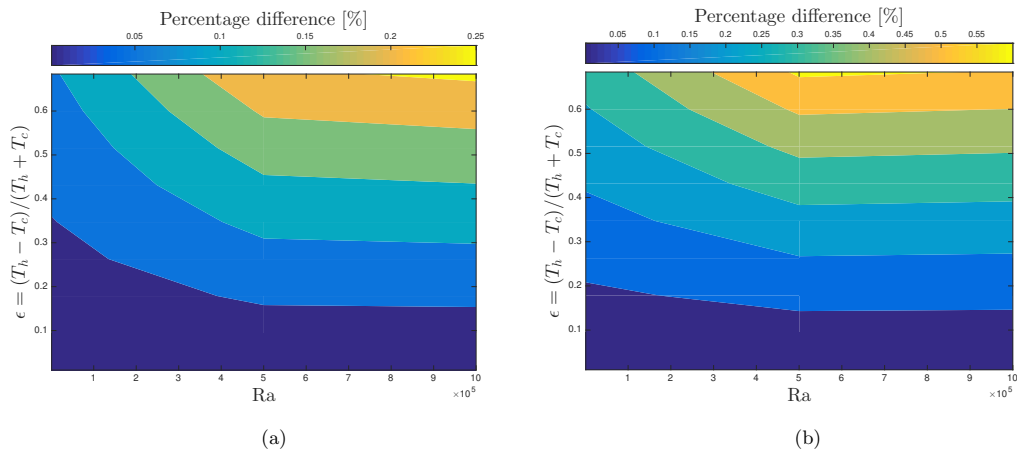 Percentage difference [%]
0.05 0.1 0.15 0.2 0.25
0.6
0.5
0.4
0.3
0.2
0.1
ϵ = (T_h − T_c)/(T_h + T_c)
1 2 3 4 5 6 7 8 9 10
Ra
×10^5
(a)
Percentage difference [%]
0.05 0.1 0.15 0.2 0.25 0.3 0.35 0.4 0.45 0.5 0.55
0.6
0.5
0.4
0.3
0.2
0.1
ϵ = (T_h − T_c)/(T_h + T_c)
1 2 3 4 5 6 7 8 9 10
Ra
×10^5
(b)